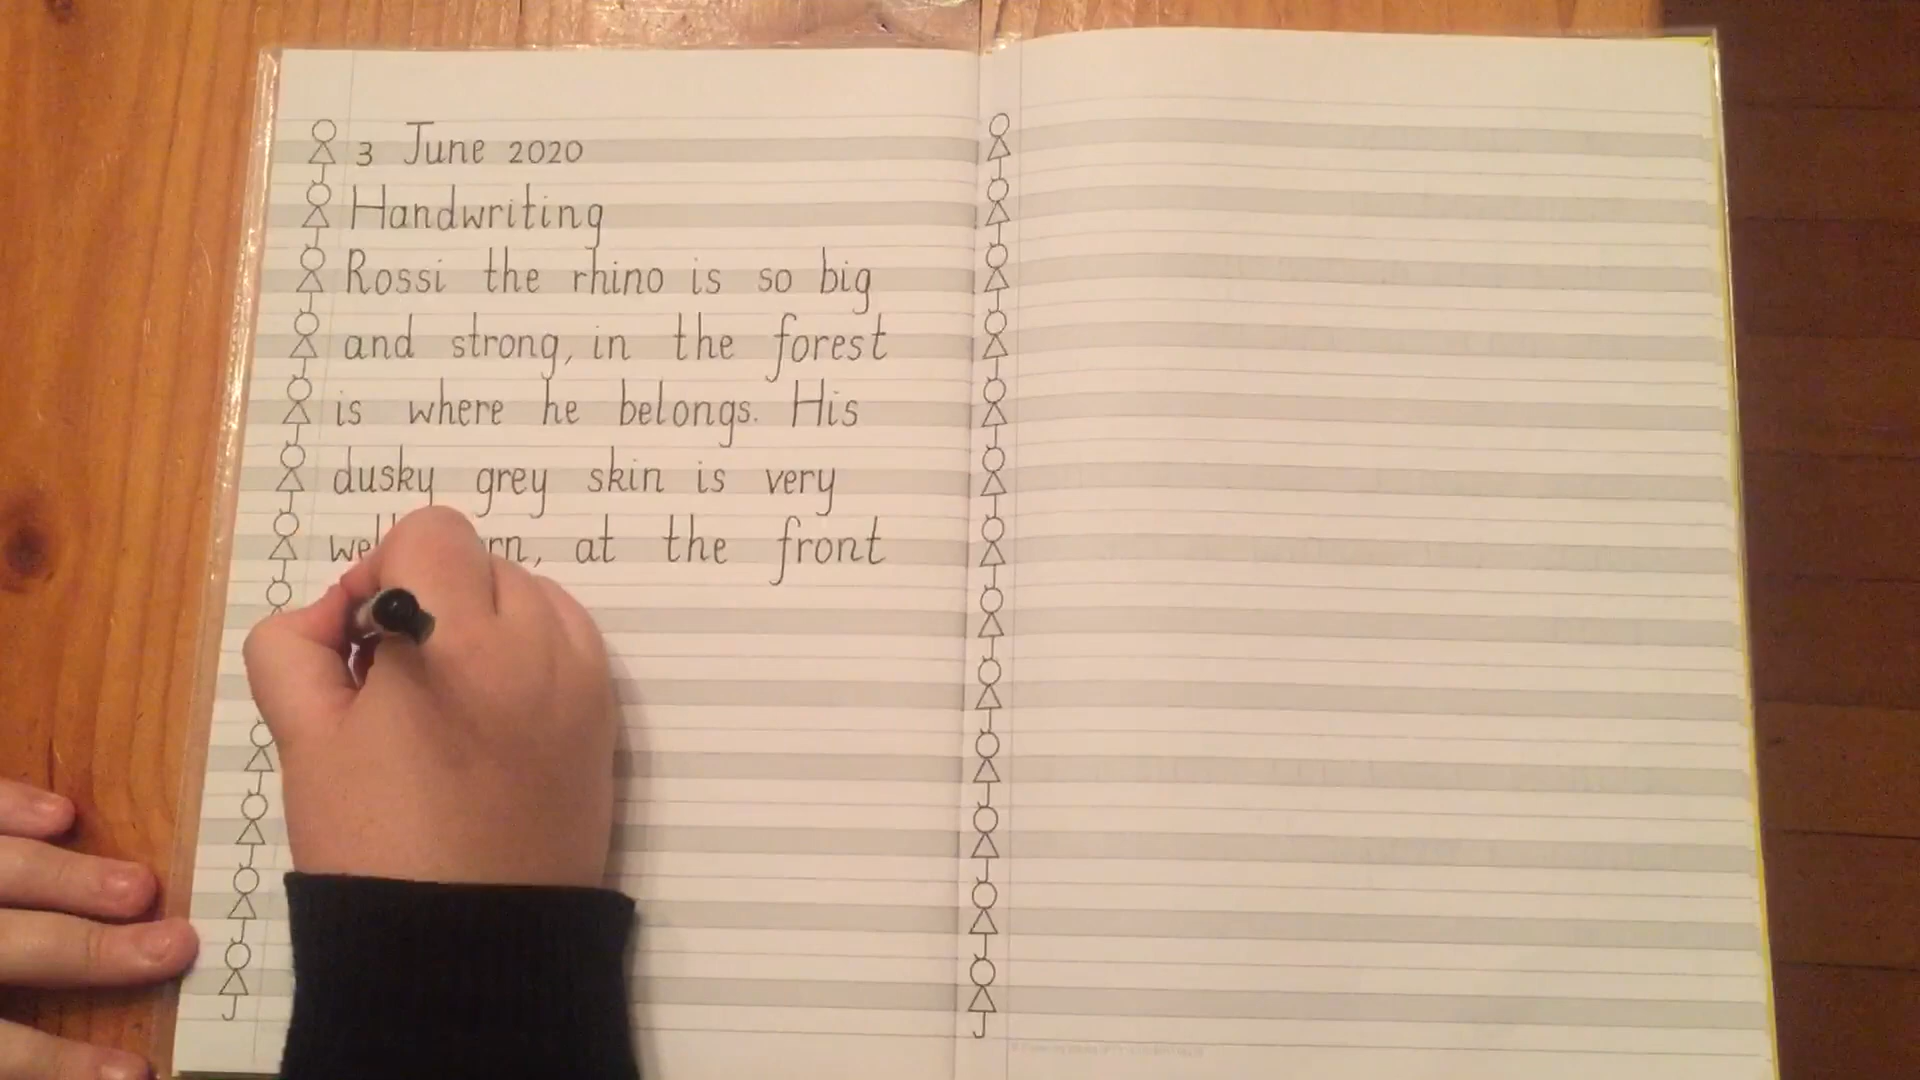 3 June 2020
Handwriting
Rossi the rhino is so big
and strong, in the forest
is where he belongs. His
dusky grey skin is very
at the front